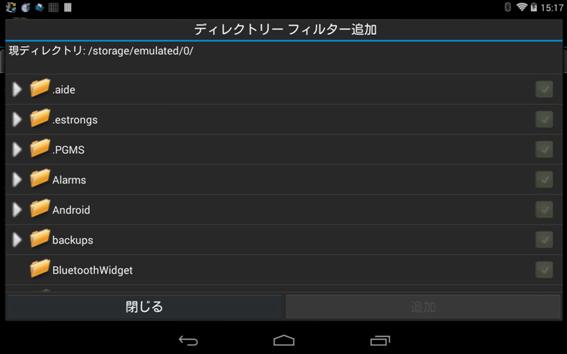 15:17
ディレクトリー フィルター追加
現ディレクトリ: /storage/emulated/0/
.aide
.estrongs
.PGMS
Alarms
Android
backups
BluetoothWidget
閉じる
追加